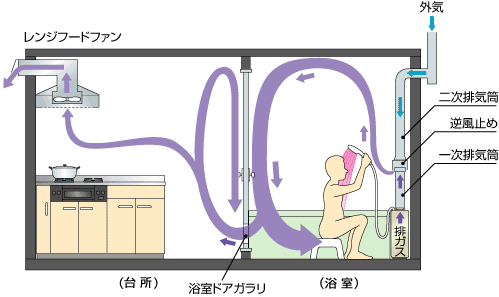 外気
レンジフードファン
二次排気筒
逆風止め
一次排気筒
排ガス
浴室ドアガラリ
（台所）
（浴室）